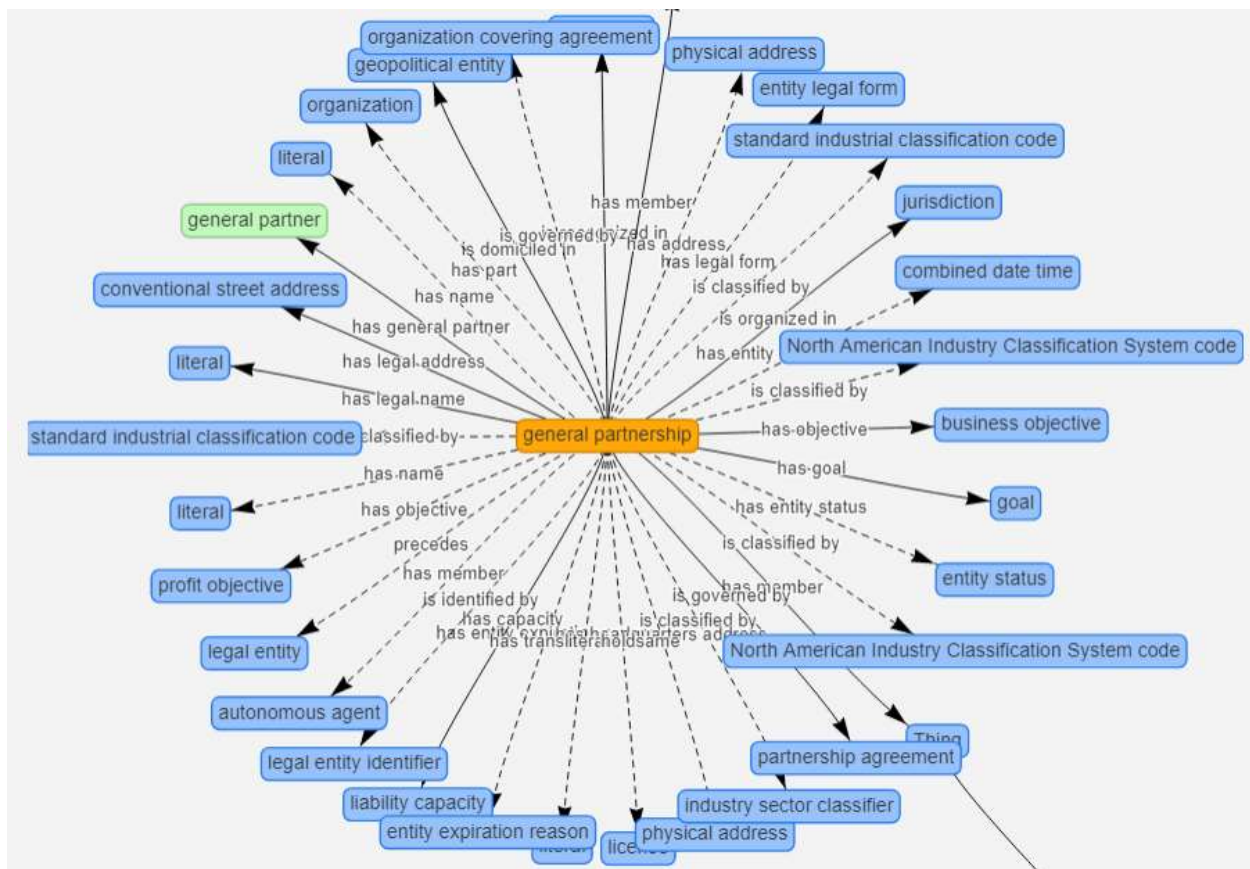 organization covering agreement
physical address
geopolitical entity
entity legal form
organization
standard industrial classification code
literal
has member
jurisdiction
general partner
is governed by
is domiciled in
has address
has legal form
combined date time
has part
conventional street address
is classified by
has name
is organized in
has general partner
North American Industry Classification System code
has entity
literal
has legal address
is classified by
has legal name
business objective
standard industrial classification code
classified by
general partnership
has objective
has name
has goal
literal
goal
has objective
has entity status
precedes
is classified by
profit objective
has member
has member
entity status
is identified by
is governed by
has capacity
is classified by
legal entity
North American Industry Classification System code
autonomous agent
Thing
partnership agreement
legal entity identifier
liability capacity
industry sector classifier
entity expiration reason
physical address
literal